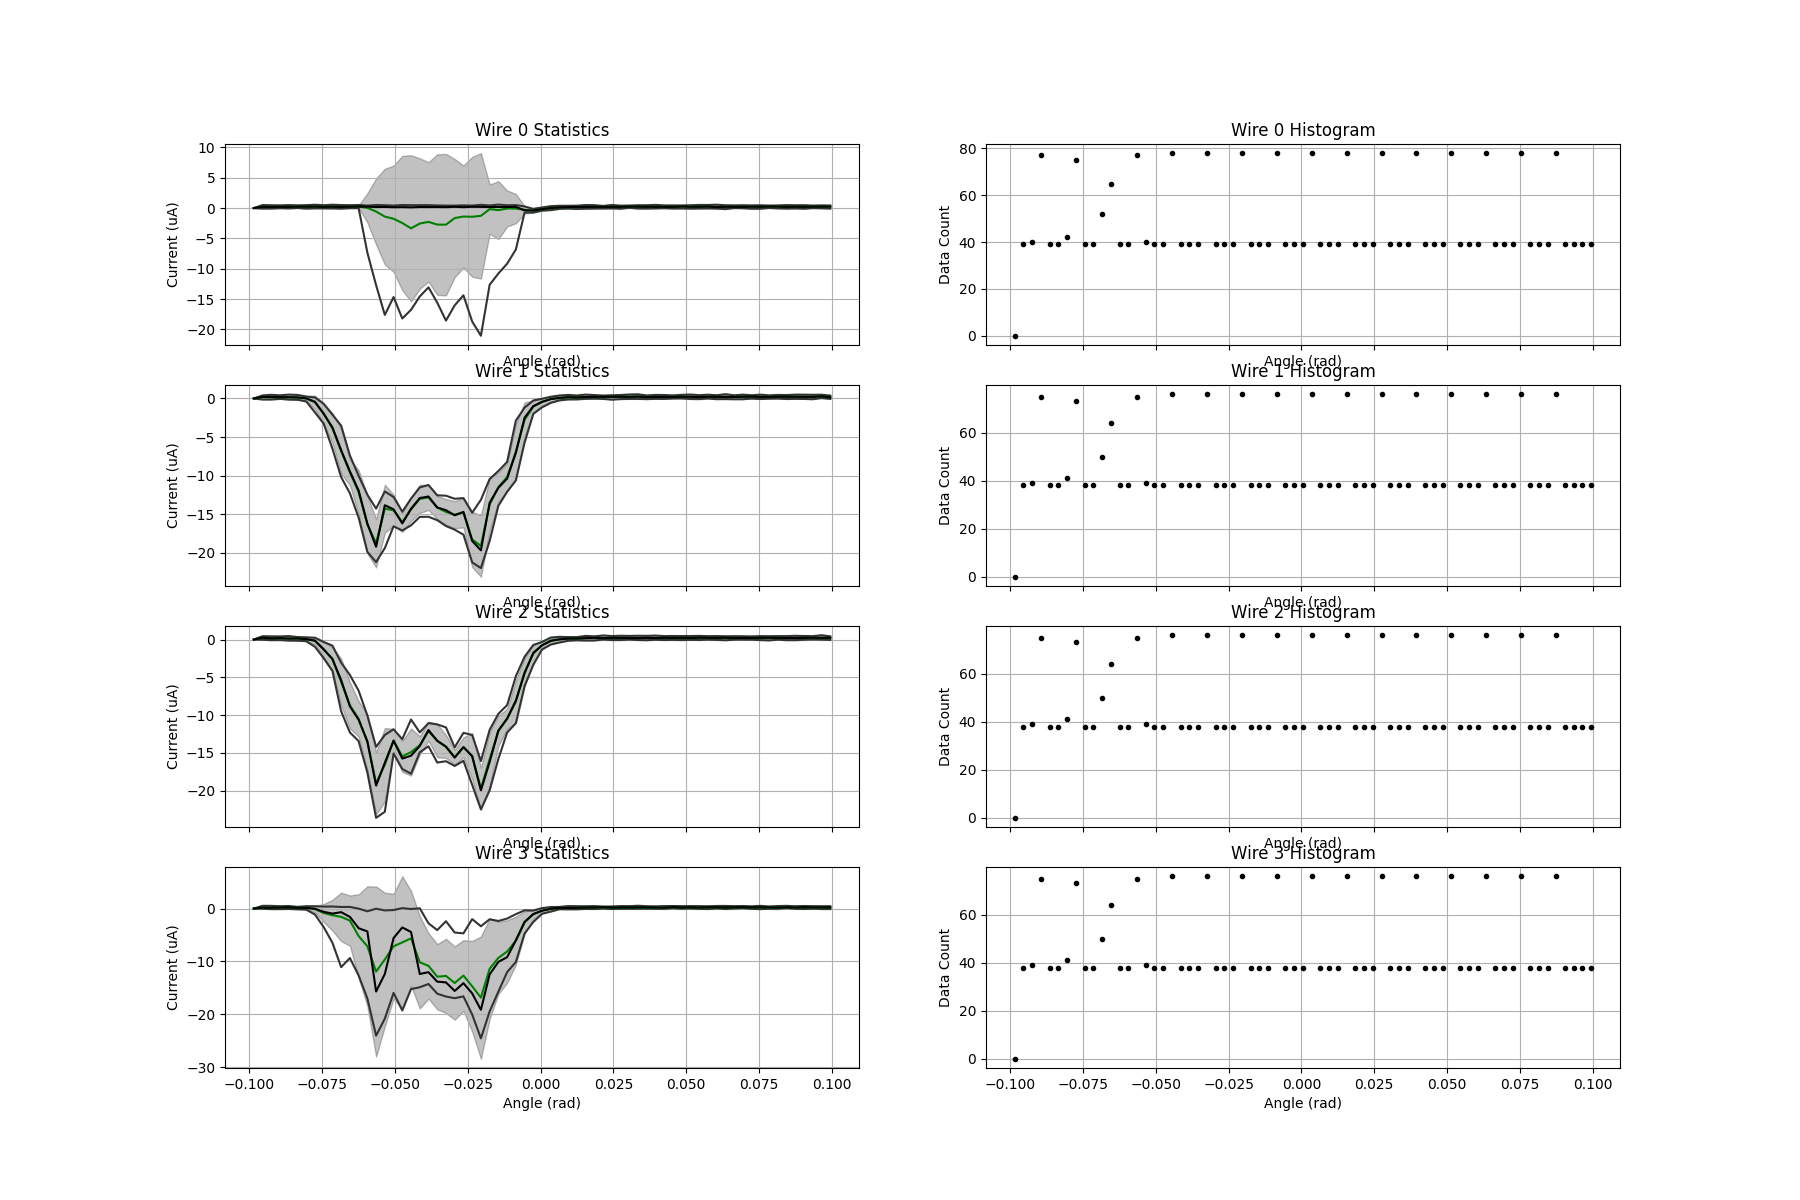 Wire 0 Statistics
10
5
0
−5
−10
−15
−20
Current (uA)
Angle (rad)
Wire 0 Histogram
80
60
40
20
0
Data Count
Angle (rad)
Wire 1 Statistics
0
−5
−10
−15
−20
Current (uA)
Angle (rad)
Wire 1 Histogram
60
40
20
0
Data Count
Angle (rad)
Wire 2 Statistics
0
−5
−10
−15
−20
Current (uA)
Angle (rad)
Wire 2 Histogram
60
40
20
0
Data Count
Angle (rad)
Wire 3 Statistics
0
−10
−20
−30
Current (uA)
−0.100 −0.075 −0.050 −0.025 0.000 0.025 0.050 0.075 0.100
Angle (rad)
Wire 3 Histogram
60
40
20
0
Data Count
−0.100 −0.075 −0.050 −0.025 0.000 0.025 0.050 0.075 0.100
Angle (rad)